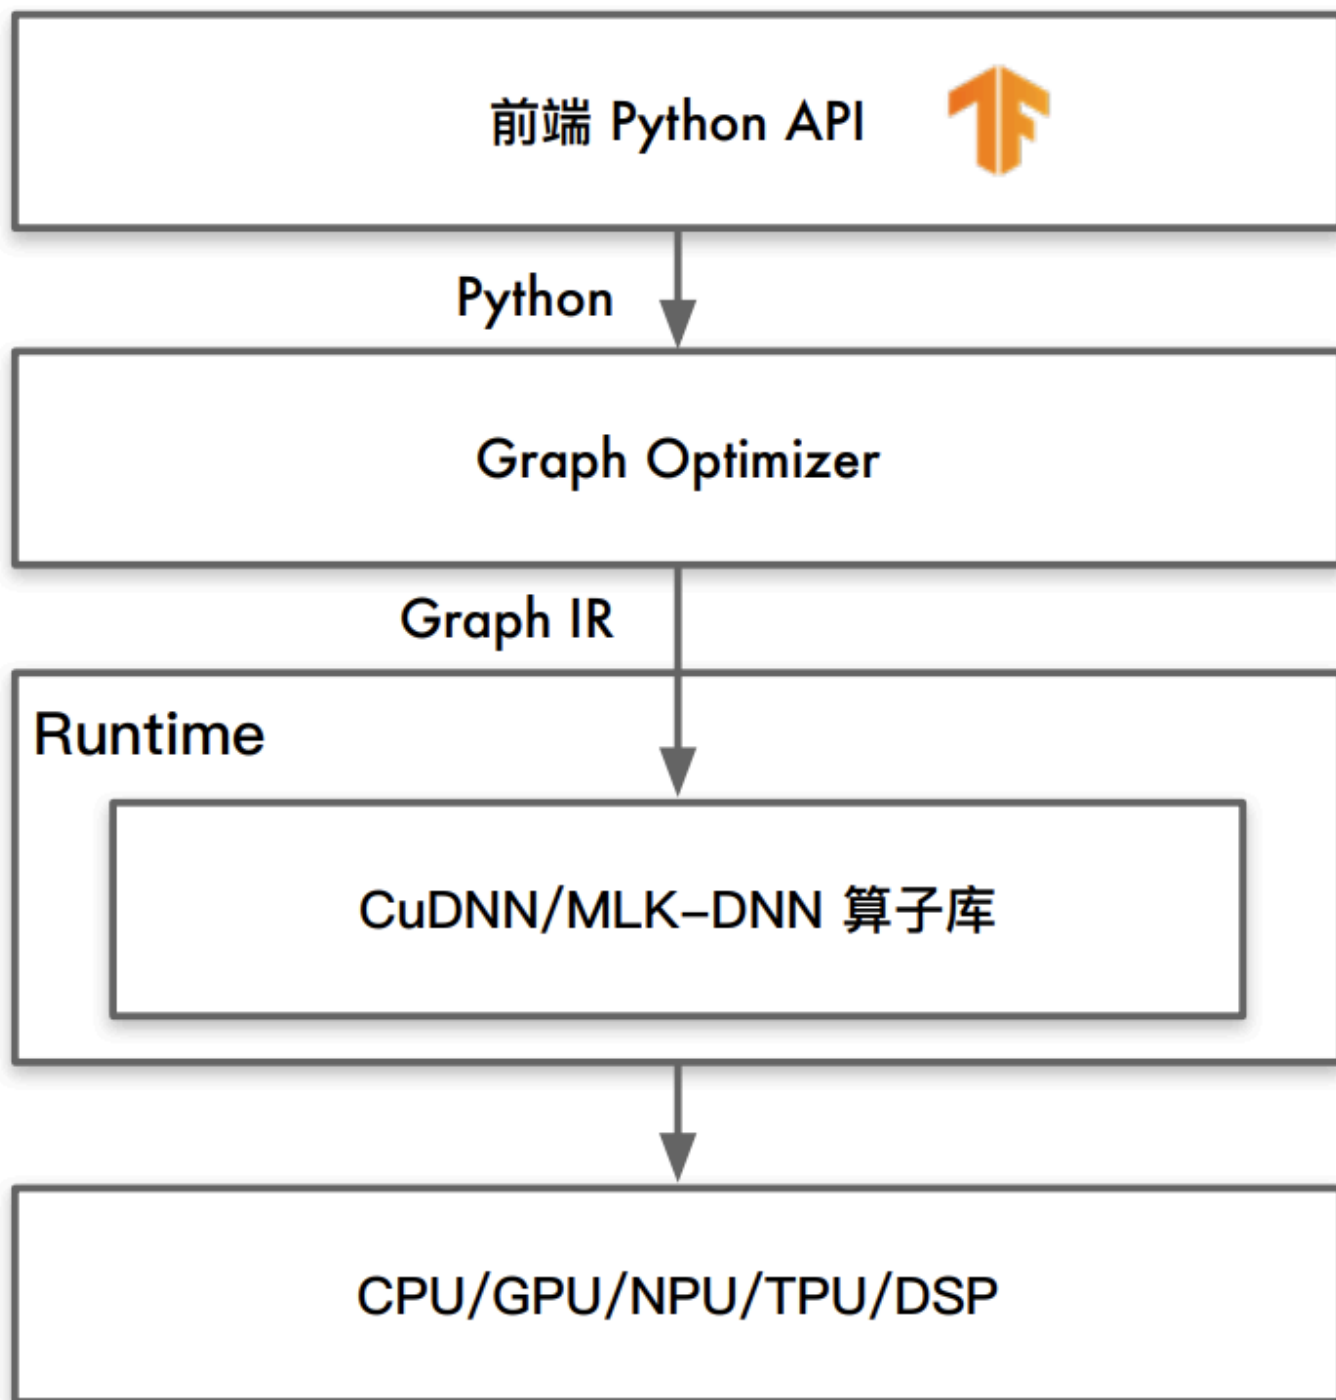 前端 Python API
Python
Graph Optimizer
Graph IR
Runtime
CuDNN/MLK-DNN 算子库
CPU/GPU/NPU/TPU/DSP